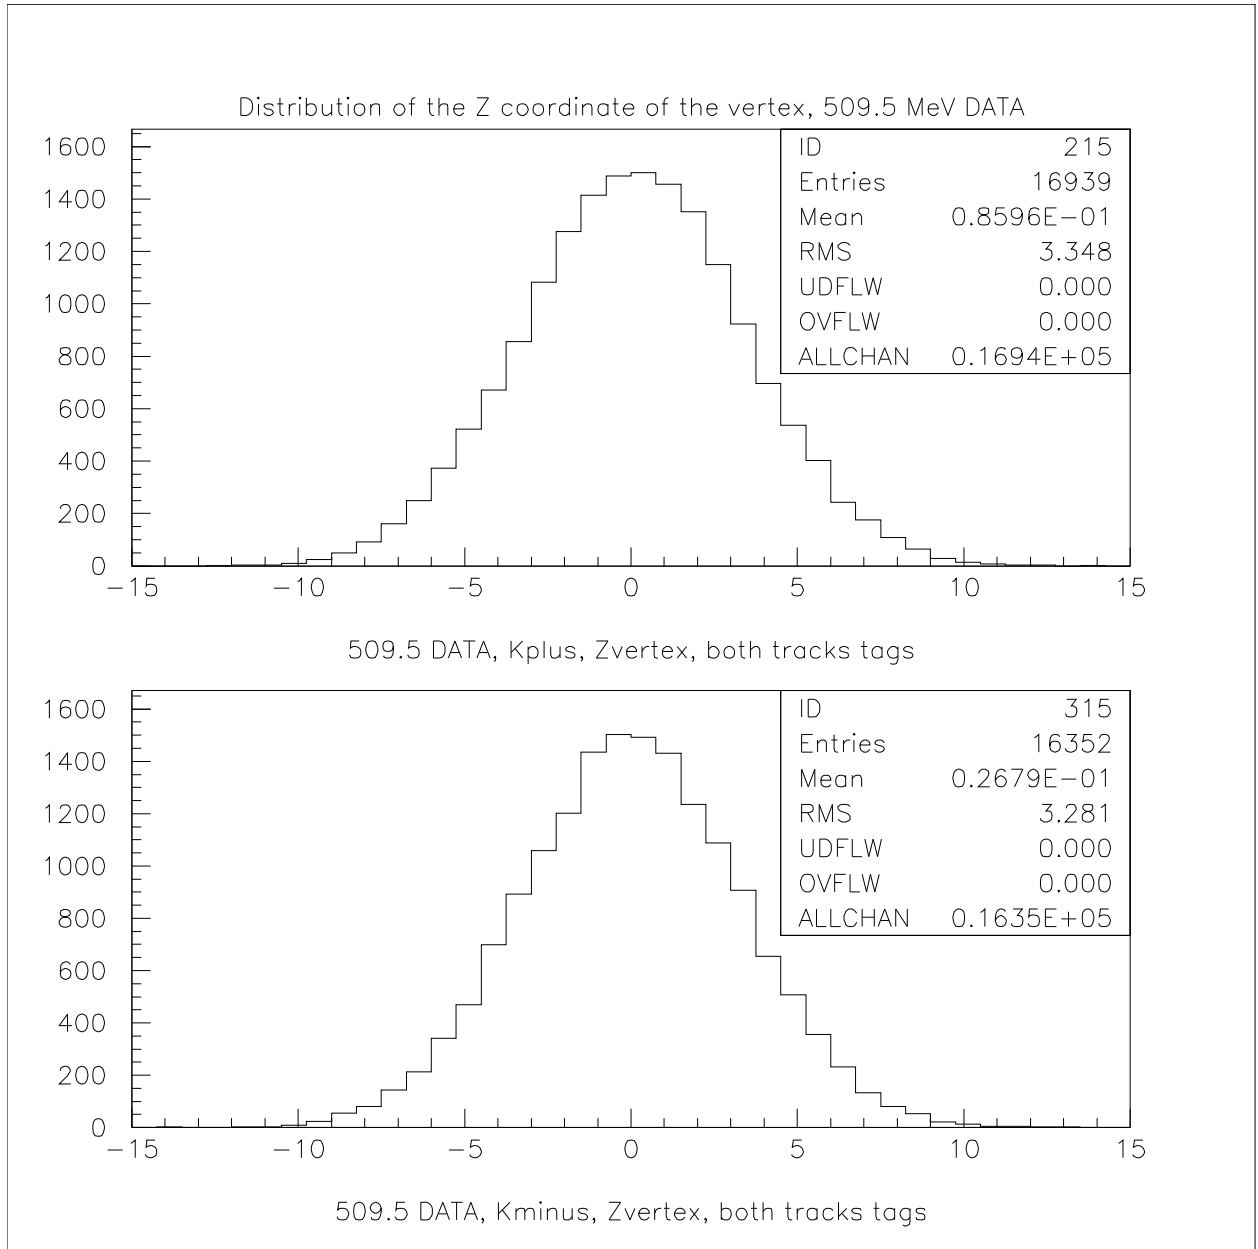 Distribution of the Z coordinate of the vertex, 509.5 MeV DATA
1600
1400
1200
1000
800
600
400
200
0
ID 215
Entries 16939
Mean 0.8596E−01
RMS 3.348
UDFLW 0.000
OVFLW 0.000
ALLCHAN 0.1694E+05
−15 −10 −5 0 5 10 15
509.5 DATA, Kplus, Zvertex, both tracks tags
1600
1400
1200
1000
800
600
400
200
0
ID 315
Entries 16352
Mean 0.2679E−01
RMS 3.281
UDFLW 0.000
OVFLW 0.000
ALLCHAN 0.1635E+05
−15 −10 −5 0 5 10 15
509.5 DATA, Kminus, Zvertex, both tracks tags